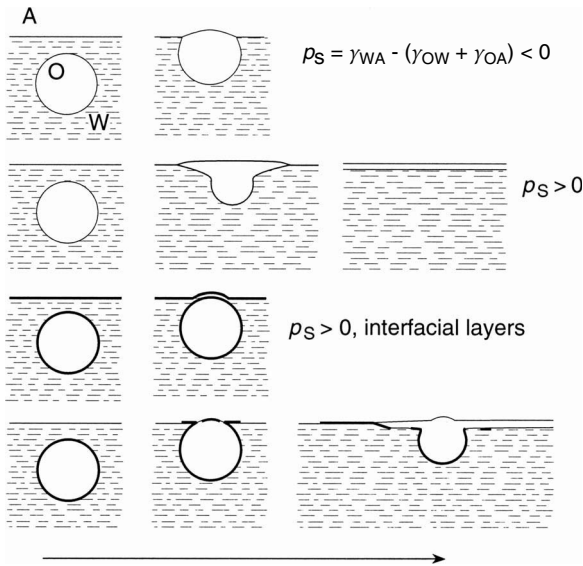 A
O
W
pS = γWA - (γOW + γOA) < 0
pS > 0
pS > 0, interfacial layers